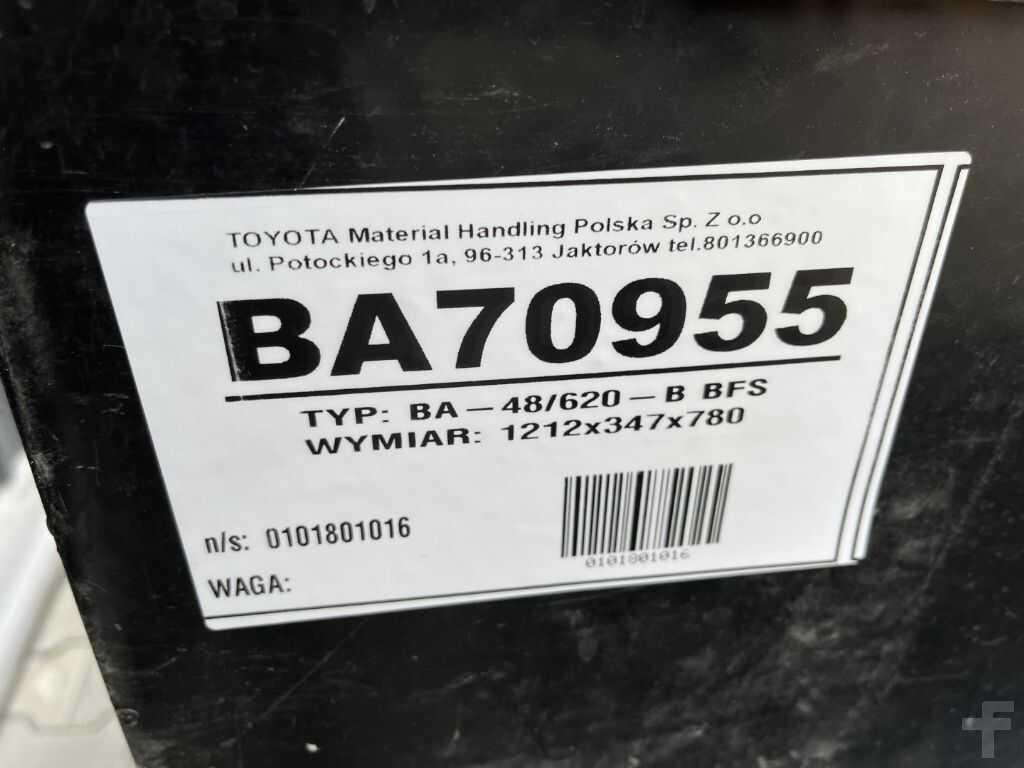 TOYOTA Material Handling Polska Sp. Z o.o
ul. Potockiego 1a, 96-313 Jaktorów tel.801366900
BA70955
TYP: BA - 48/620 - B BFS
WYMIAR: 1212x347x780
n/s: 0101801016
0101801016
WAGA: